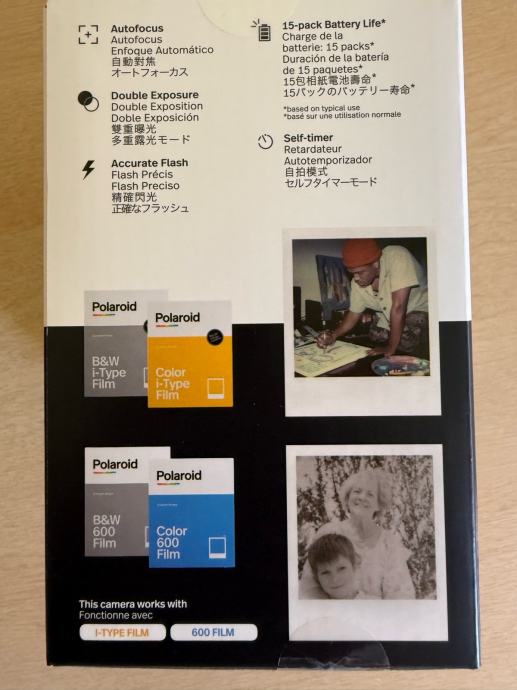 Autofocus
Autofocus
Enfoque Automático
自動對焦
オートフォーカス
Double Exposure
Double Exposition
Doble Exposición
雙重曝光
多重露光モード
Accurate Flash
Flash Précis
Flash Preciso
精確閃光
正確なフラッシュ
15-pack Battery Life*
Charge de la
batterie: 15 packs*
Duración de la batería
de 15 paquetes*
15包相紙電池壽命*
15パックのバッテリー寿命*
*based on typical use
*basé sur une utilisation normale
Self-timer
Retardateur
Autotemporizador
自拍模式
セルフタイマーモード
Polaroid
B&W
i-Type
Film
Polaroid
Color
i-Type
Film
Polaroid
B&W
600
Film
Polaroid
Color
600
Film
This camera works with
Fonctionne avec
I-TYPE FILM
600 FILM